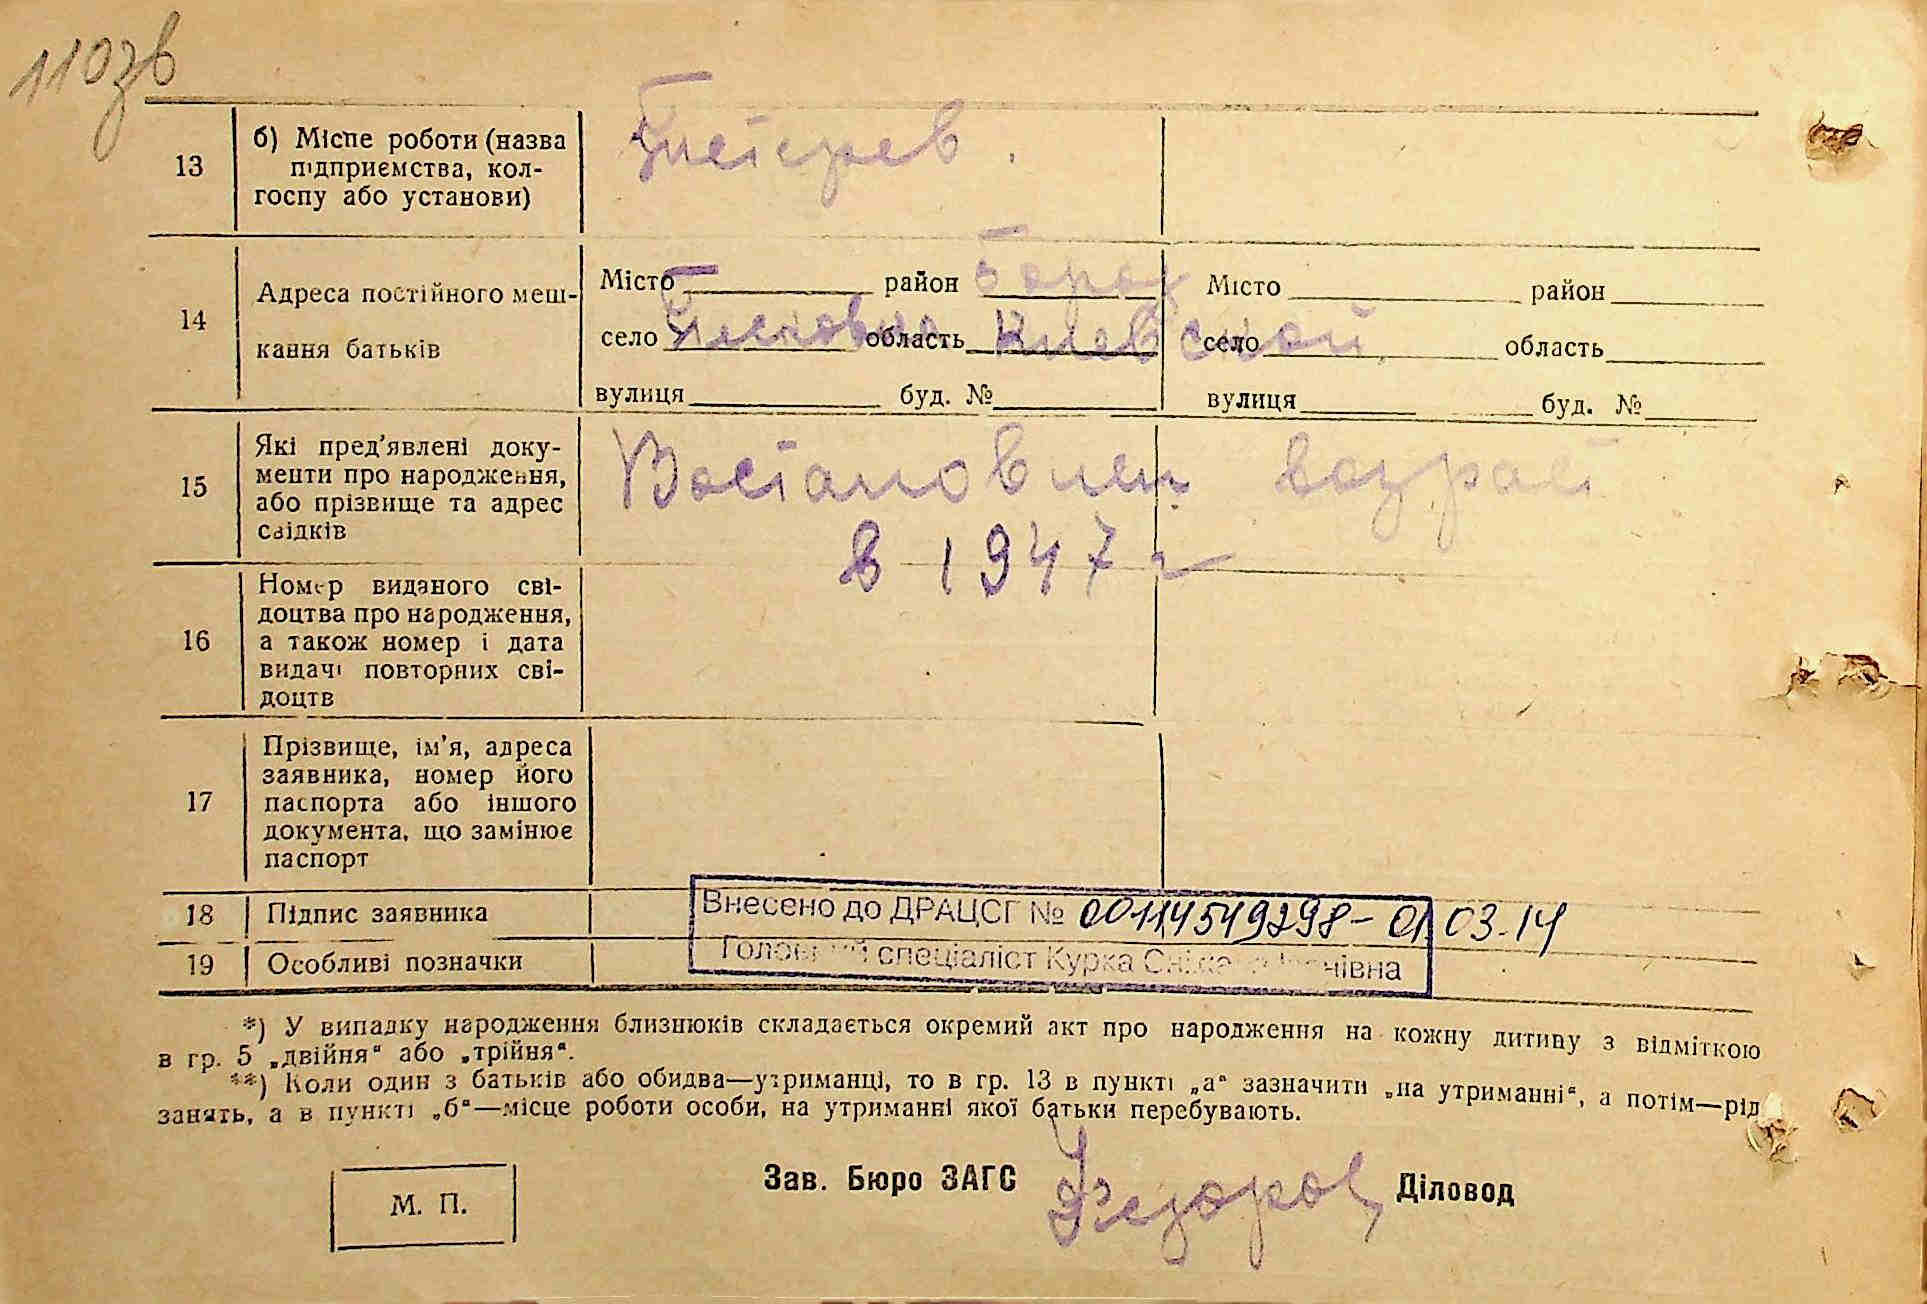 110зв
13
б) Місце роботи (назва
підприємства, кол-
госпу або установи)
14
Адреса постійного меш-
кання батьків
Місто район Город
село область Киевской
вулиця буд. №
Місто район
село область
вулиця буд. №
15
Які пред'явлені доку-
менти про народження,
або прізвище та адрес
свідків
Востановлен возраст
в 1947 г
16
Номер виданого сві-
доцтва про народження,
а також номер і дата
видачі повторних сві-
доцтв
17
Прізвище, ім'я, адреса
заявника, номер його
паспорта або іншого
документа, що замінює
паспорт
18 Підпис заявника
Внесено до ДРАЦСГ № 00114519298 - 01.03.14
19 Особливі позначки
Головний спеціаліст Курка
*) У випадку народження близнюків складається окремий акт про народження на кожну дитину з відміткою
в гр. 5 „двійня“ або „трійня“.
**) Коли один з батьків або обидва—утриманці, то в гр. 13 в пункті „а“ зазначити „на утриманні“, а потім—рід
занять, а в пункті „б“—місце роботи особи, на утриманні якої батьки перебувають.
М. П.
Зав. Бюро ЗАГС
Діловод